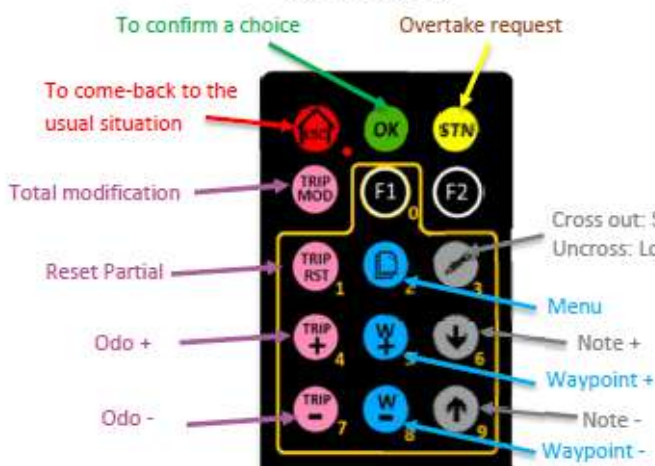 To confirm a choice
Overtake request
To come-back to the
usual situation
ESC
OK
STN
Total modification
TRIP
MOD
F1
0
F2
Cross out:
Uncross:
Reset Partial
TRIP
RST
1
2
3
Menu
Odo +
TRIP
+
4
W
+
5
6
Note +
Waypoint +
Odo -
TRIP
-
7
W
-
8
9
Note -
Waypoint -